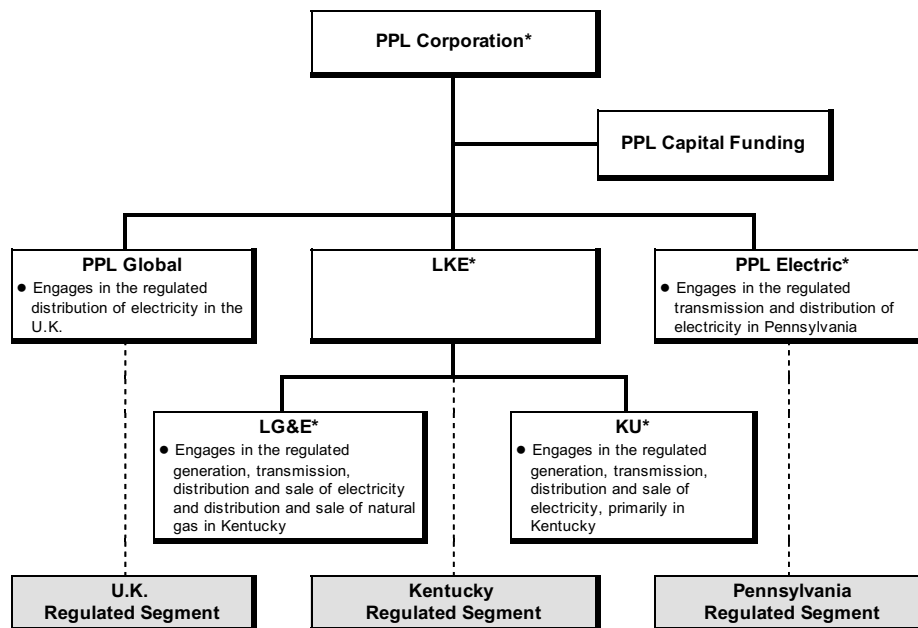 PPL Corporation*
PPL Capital Funding
PPL Global
● Engages in the regulated
distribution of electricity in the
U.K.
LKE*
PPL Electric*
● Engages in the regulated
transmission and distribution of
electricity in Pennsylvania
LG&E*
● Engages in the regulated
generation, transmission,
distribution and sale of electricity
and distribution and sale of natural
gas in Kentucky
KU*
● Engages in the regulated
generation, transmission,
distribution and sale of
electricity, primarily in
Kentucky
U.K.
Regulated Segment
Kentucky
Regulated Segment
Pennsylvania
Regulated Segment